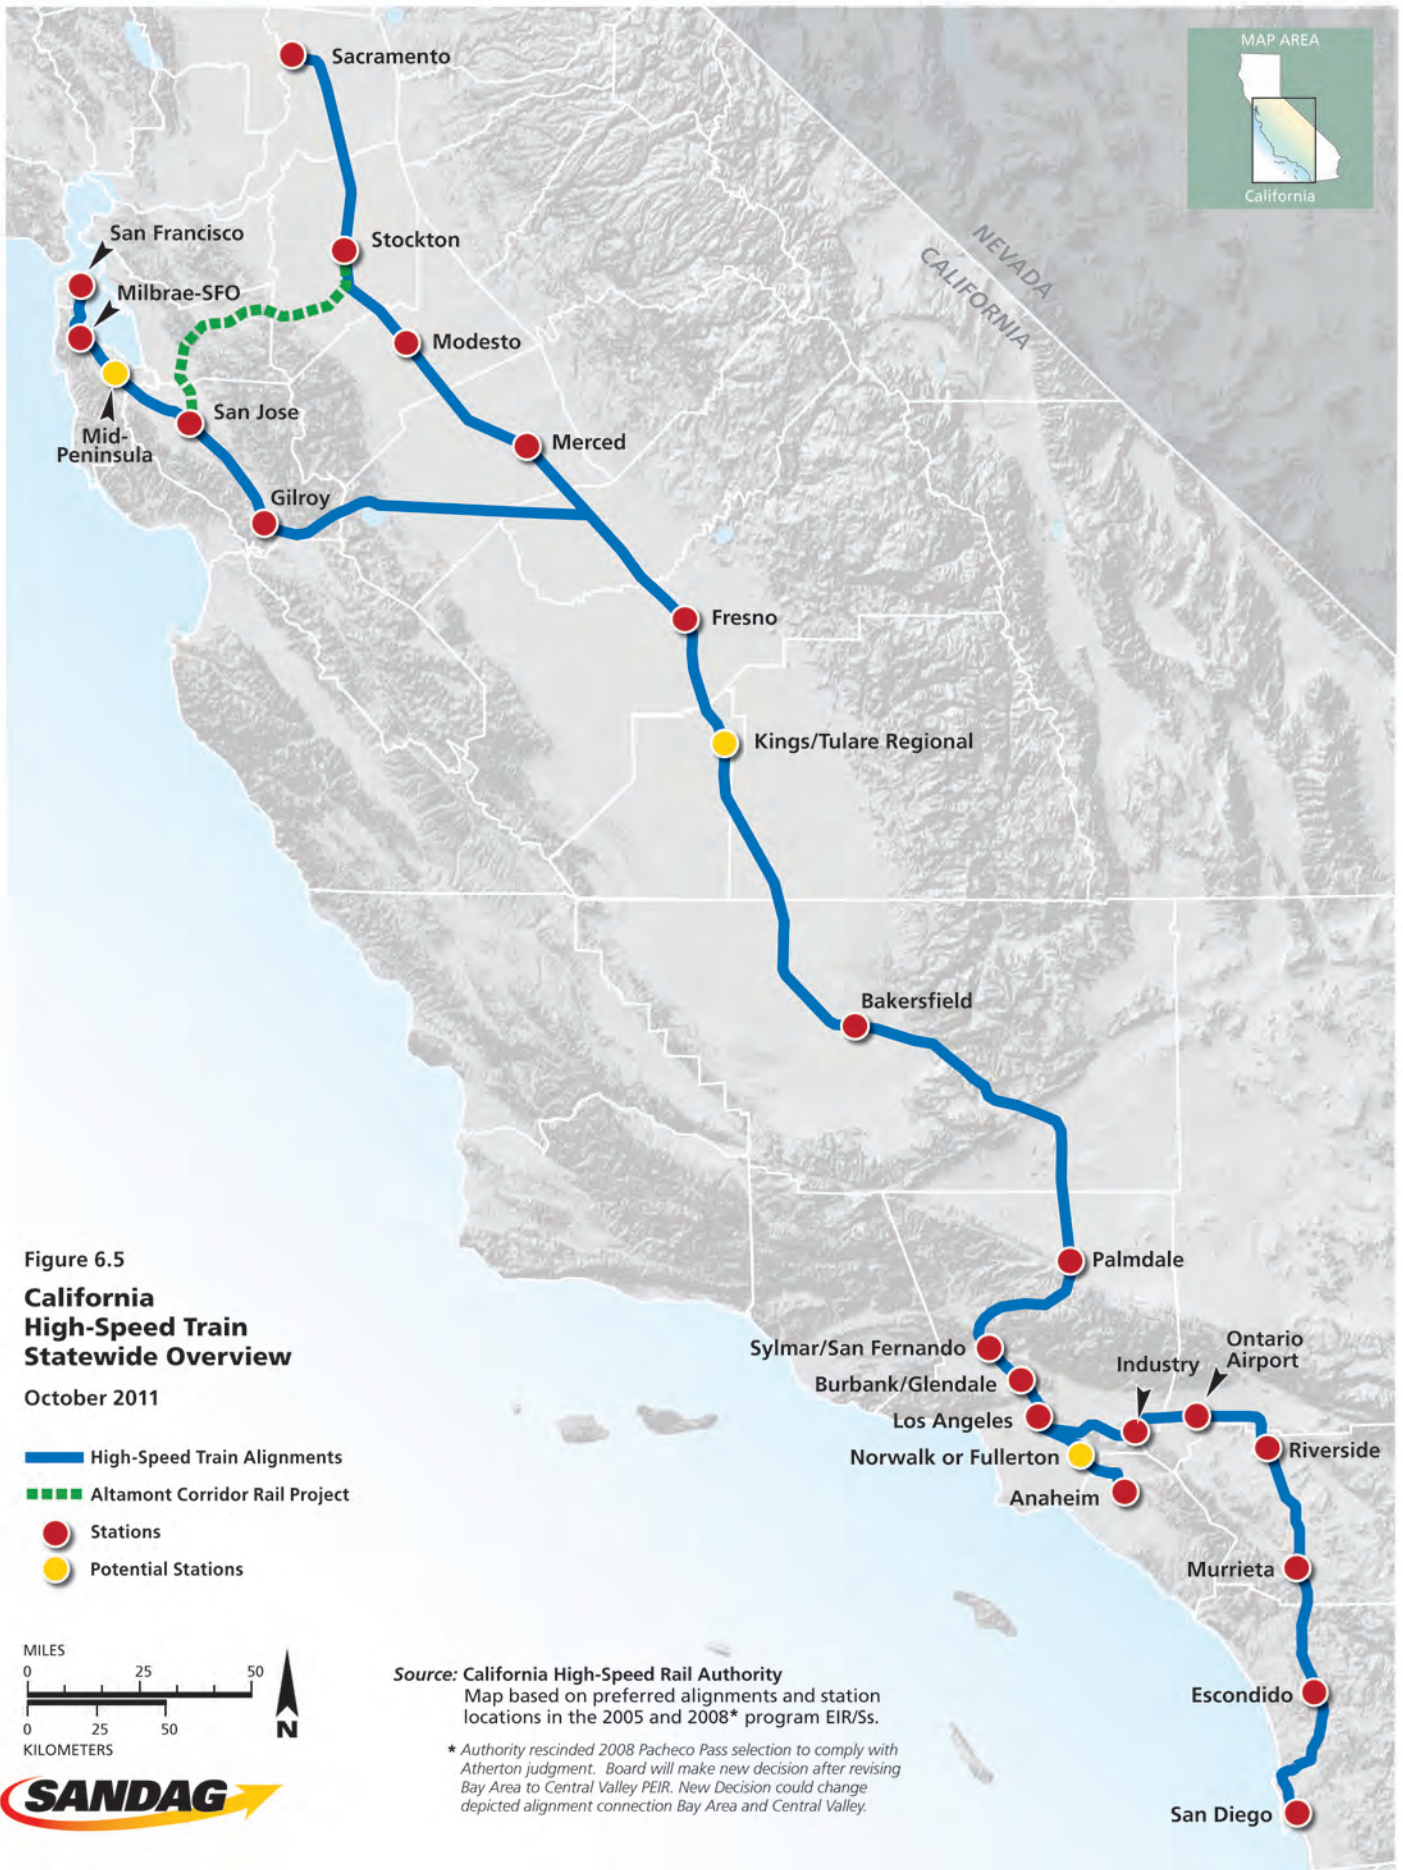 MAP AREA
California
NEVADA
CALIFORNIA
Sacramento
San Francisco
Stockton
Milbrae-SFO
Modesto
San Jose
Mid-
Peninsula
Merced
Gilroy
Fresno
Kings/Tulare Regional
Bakersfield
Palmdale
Sylmar/San Fernando
Burbank/Glendale
Los Angeles
Industry
Ontario
Airport
Norwalk or Fullerton
Riverside
Anaheim
Murrieta
Escondido
San Diego
Figure 6.5
California
High-Speed Train
Statewide Overview
October 2011
High-Speed Train Alignments
Altamont Corridor Rail Project
Stations
Potential Stations
MILES
0 25 50
0 25 50
KILOMETERS
N
Source: California High-Speed Rail Authority
Map based on preferred alignments and station
locations in the 2005 and 2008* program EIR/Ss.
* Authority rescinded 2008 Pacheco Pass selection to comply with
Atherton judgment. Board will make new decision after revising
Bay Area to Central Valley PEIR. New Decision could change
depicted alignment connection Bay Area and Central Valley.
SANDAG